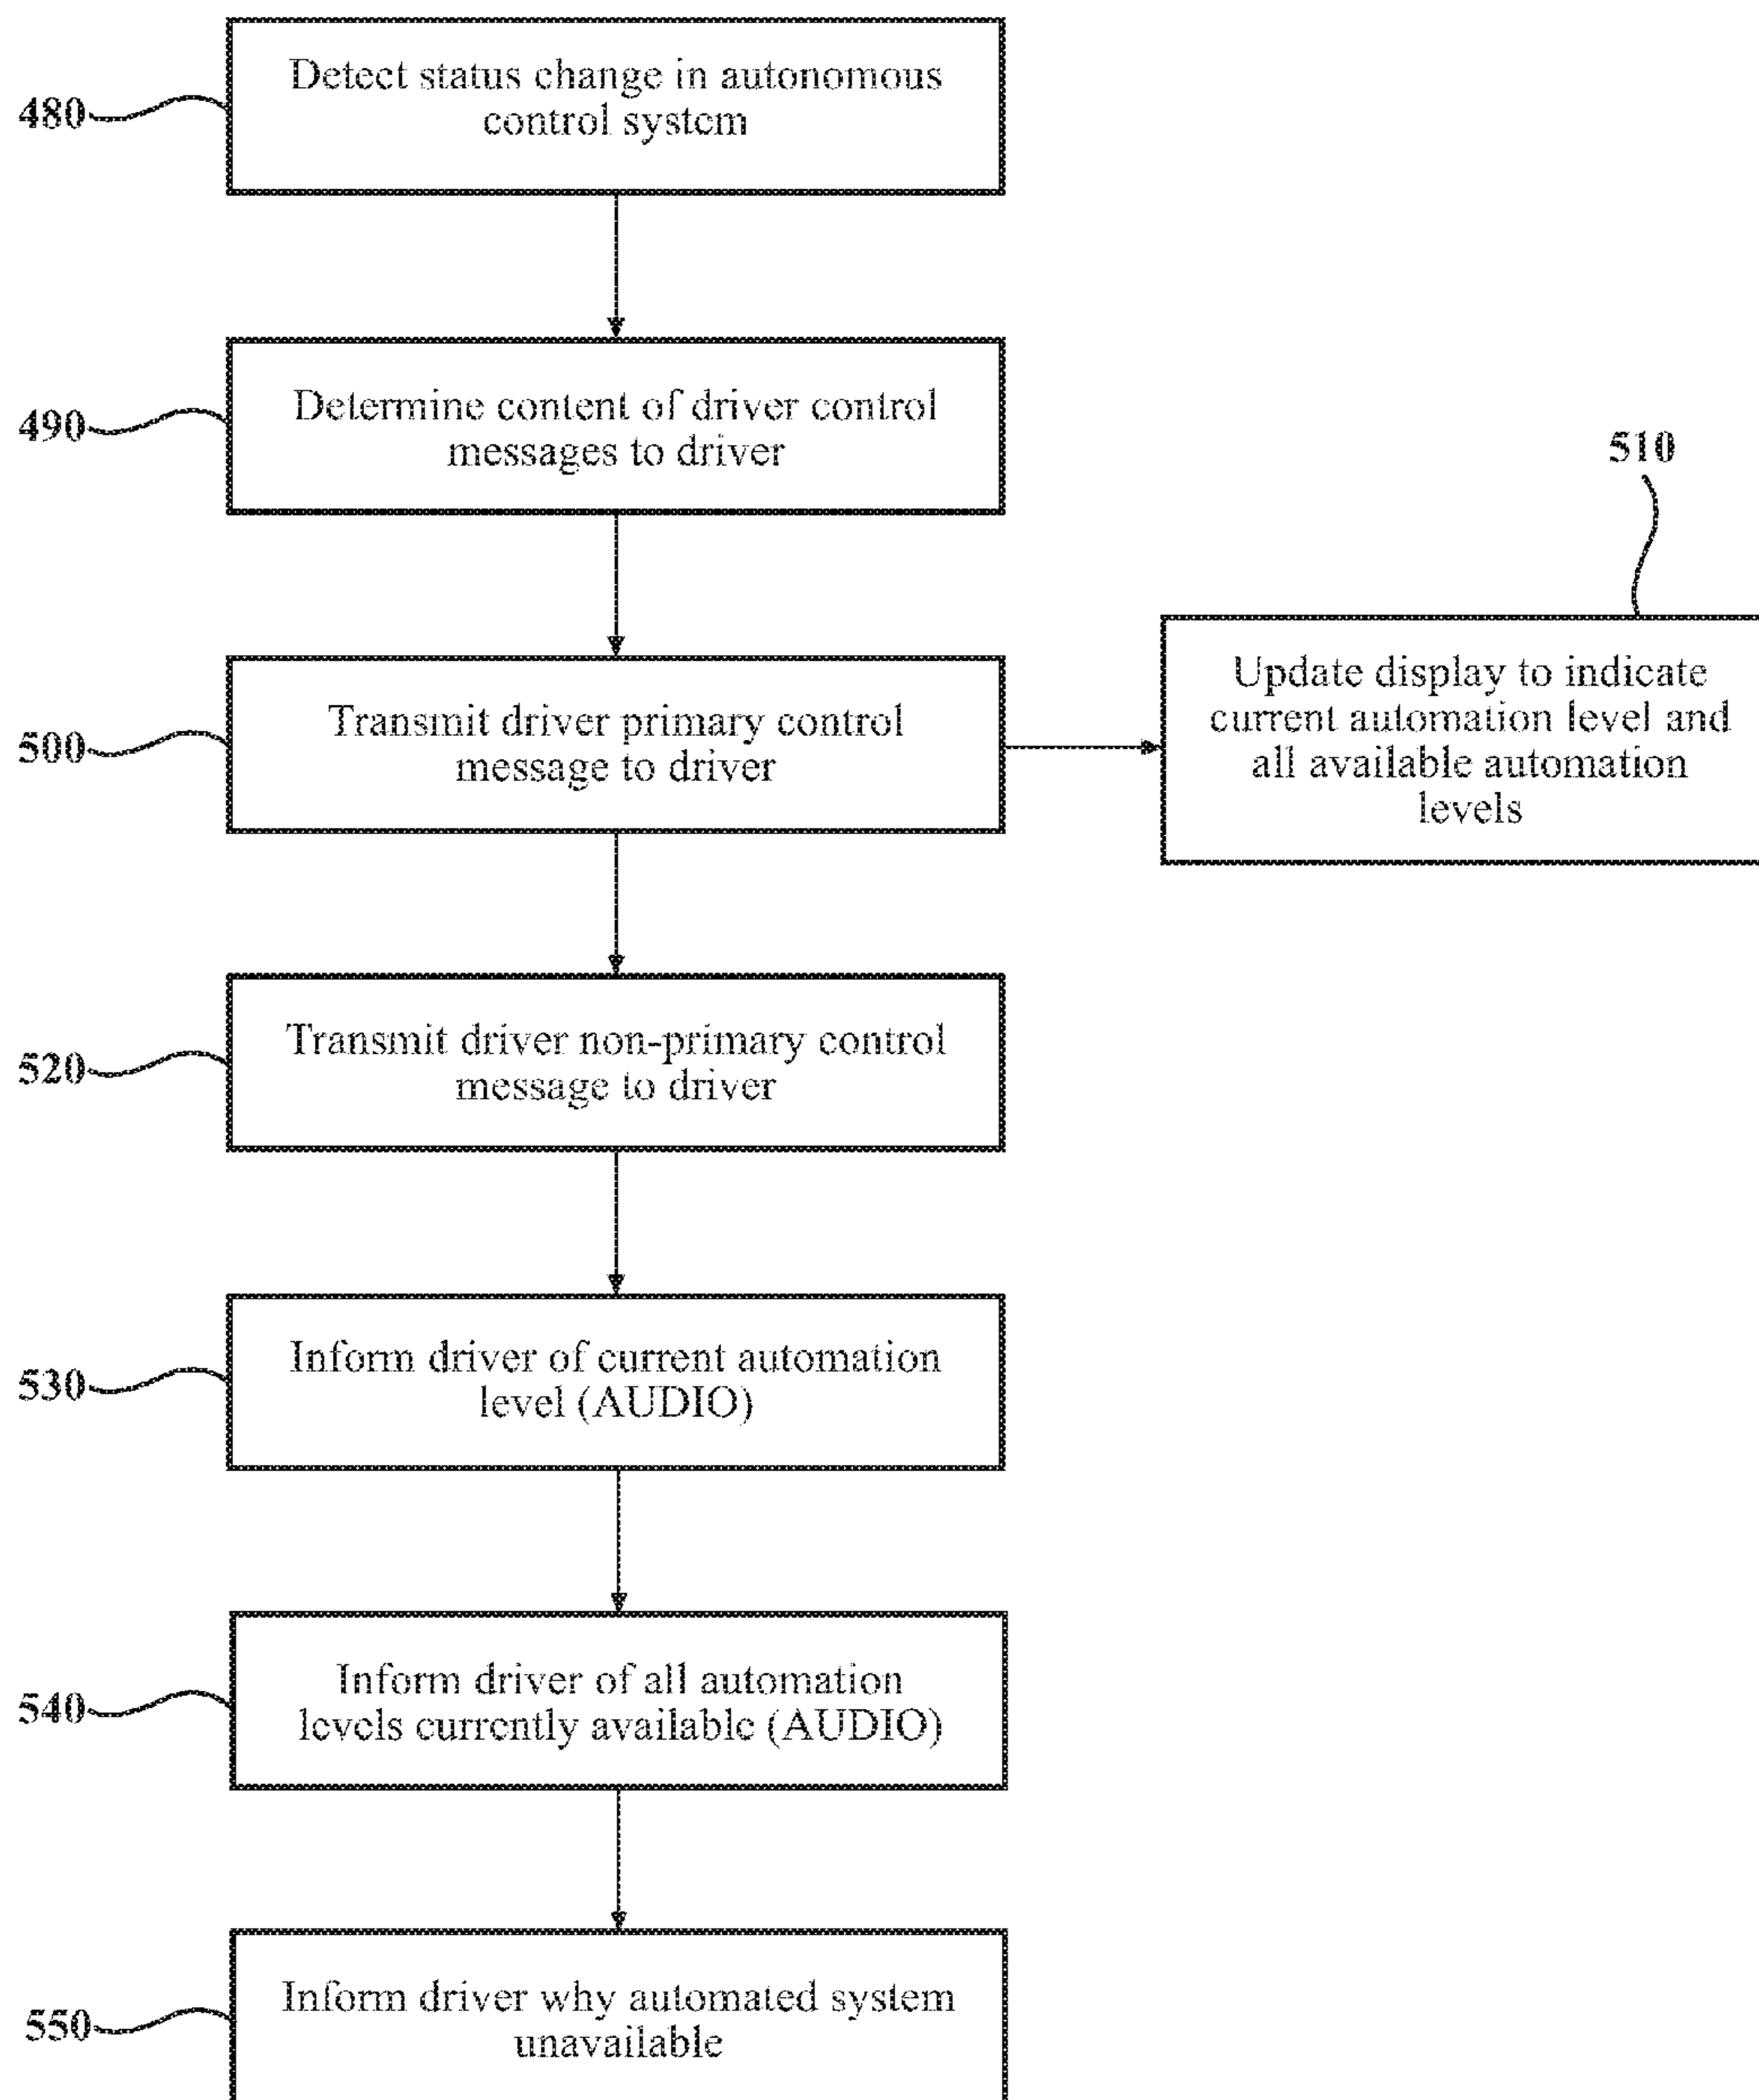 480
Detect status change in autonomous
control system
490
Determine content of driver control
messages to driver
500
Transmit driver primary control
message to driver
510
Update display to indicate
current automation level and
all available automation
levels
520
Transmit driver non-primary control
message to driver
530
Inform driver of current automation
level (AUDIO)
540
Inform driver of all automation
levels currently available (AUDIO)
550
Inform driver why automated system
unavailable